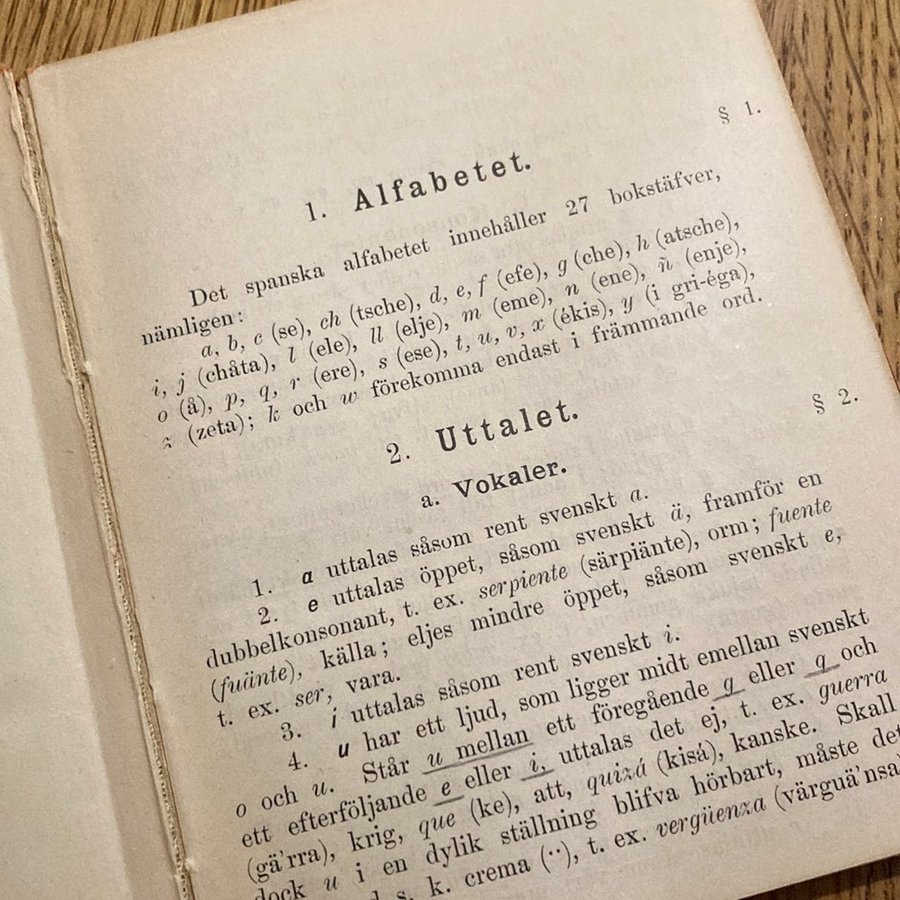 § 1.
1. Alfabetet.
Det spanska alfabetet innehåller 27 bokstäfver,
nämligen:
a, b, c (se), ch (tsche), d, e, f (efe), g (che), h (atsche),
i, j (chåta), l (ele), ll (elje), m (eme), n (ene), ñ (enje),
o (å), p, q, r (ere), s (ese), t, u, v, x (ékis), y (i gri-éga),
z (zeta); k och w förekomma endast i främmande ord.
§ 2.
2. Uttalet.
a. Vokaler.
1. a uttalas såsom rent svenskt a.
2. e uttalas öppet, såsom svenskt ä, framför en
dubbelkonsonant, t. ex. serpiente (särpiänte), orm; fuente
(fuänte), källa; eljes mindre öppet, såsom svenskt e,
t. ex. ser, vara.
3. i uttalas såsom rent svenskt i.
4. u har ett ljud, som ligger midt emellan svenskt
o och u. Står u mellan ett föregående g eller q och
ett efterföljande e eller i, uttalas det ej, t. ex. guerra
(gä'rra), krig, que (ke), att, quizá (kisá), kanske. Skall
dock u i en dylik ställning blifva hörbart, måste det
s. k. crema (··), t. ex. vergüenza (värguä'nsa)